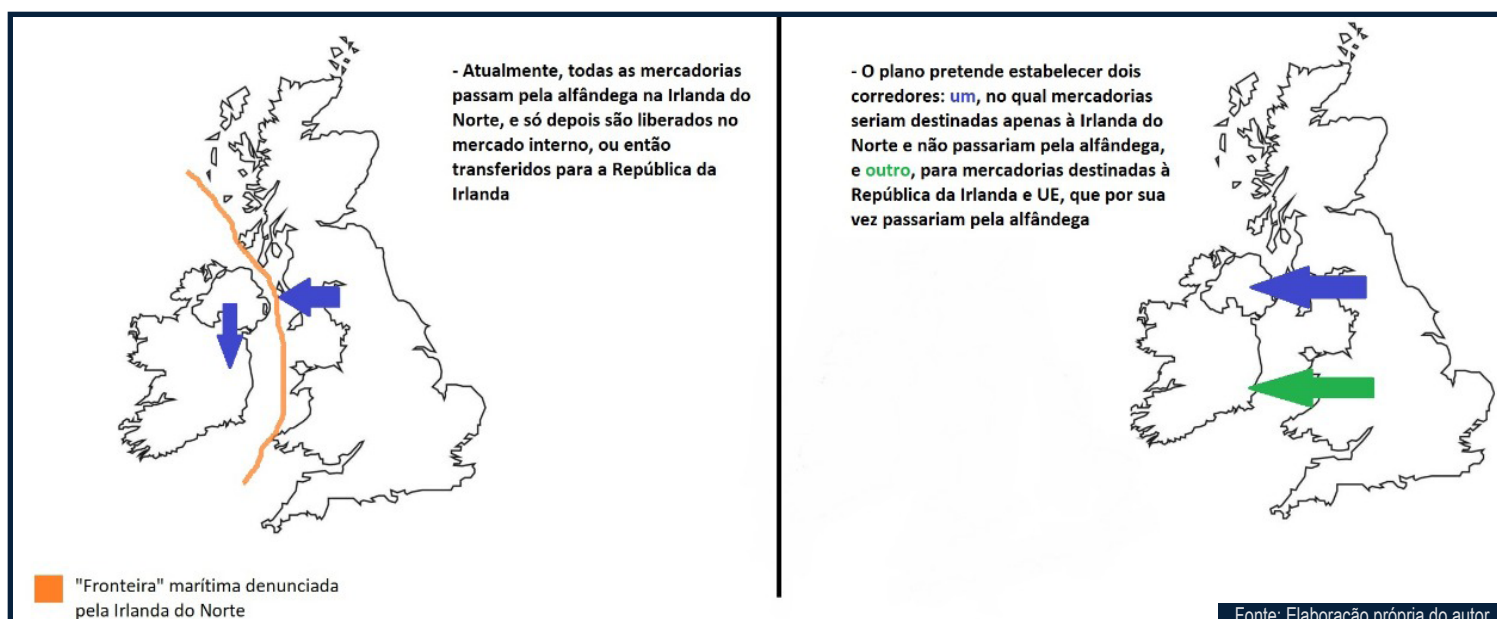 - Atualmente, todas as mercadorias
passam pela alfândega na Irlanda do
Norte, e só depois são liberados no
mercado interno, ou então
transferidos para a República da
Irlanda
- O plano pretende estabelecer dois
corredores: um, no qual mercadorias
seriam destinadas apenas à Irlanda do
Norte e não passariam pela alfândega,
e outro, para mercadorias destinadas à
República da Irlanda e UE, que por sua
vez passariam pela alfândega
"Fronteira" marítima denunciada
pela Irlanda do Norte
Fonte: Elaboração própria do autor